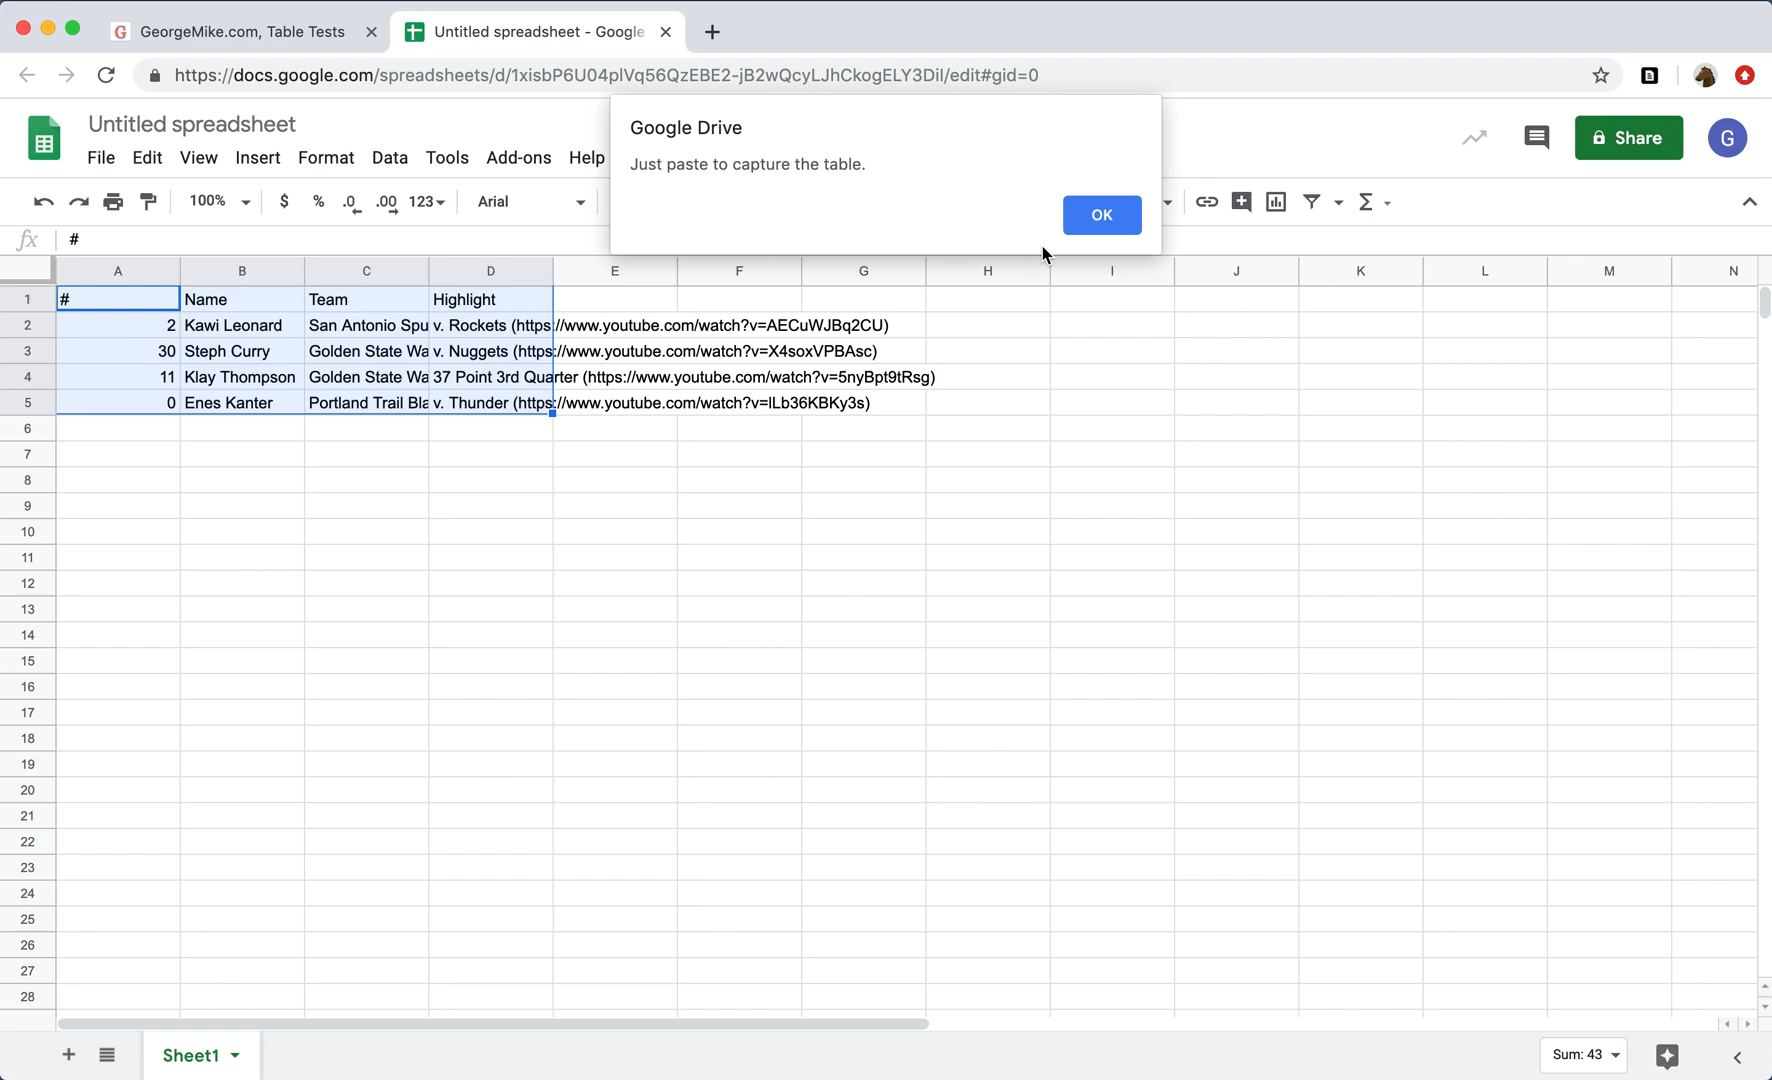 GeorgeMike.com, Table Tests
Untitled spreadsheet - Google
https://docs.google.com/spreadsheets/d/1xisbP6U04plVq56QzEBE2-jB2wQcyLJhCkogELY3DiI/edit#gid=0
Untitled spreadsheet
File Edit View Insert Format Data Tools Add-ons Help
Share
G
Google Drive
Just paste to capture the table.
OK
100% $ % .0 .00 123 Arial
fx #
A B C D E F G H I J K L M N
1 # Name Team Highlight
2 2 Kawi Leonard San Antonio Spu v. Rockets (https://www.youtube.com/watch?v=AECuWJBq2CU)
3 30 Steph Curry Golden State Wa v. Nuggets (https://www.youtube.com/watch?v=X4soxVPBAsc)
4 11 Klay Thompson Golden State Wa 37 Point 3rd Quarter (https://www.youtube.com/watch?v=5nyBpt9tRsg)
5 0 Enes Kanter Portland Trail Bla v. Thunder (https://www.youtube.com/watch?v=lLb36KBKy3s)
6
7
8
9
10
11
12
13
14
15
16
17
18
19
20
21
22
23
24
25
26
27
28
Sheet1
Sum: 43